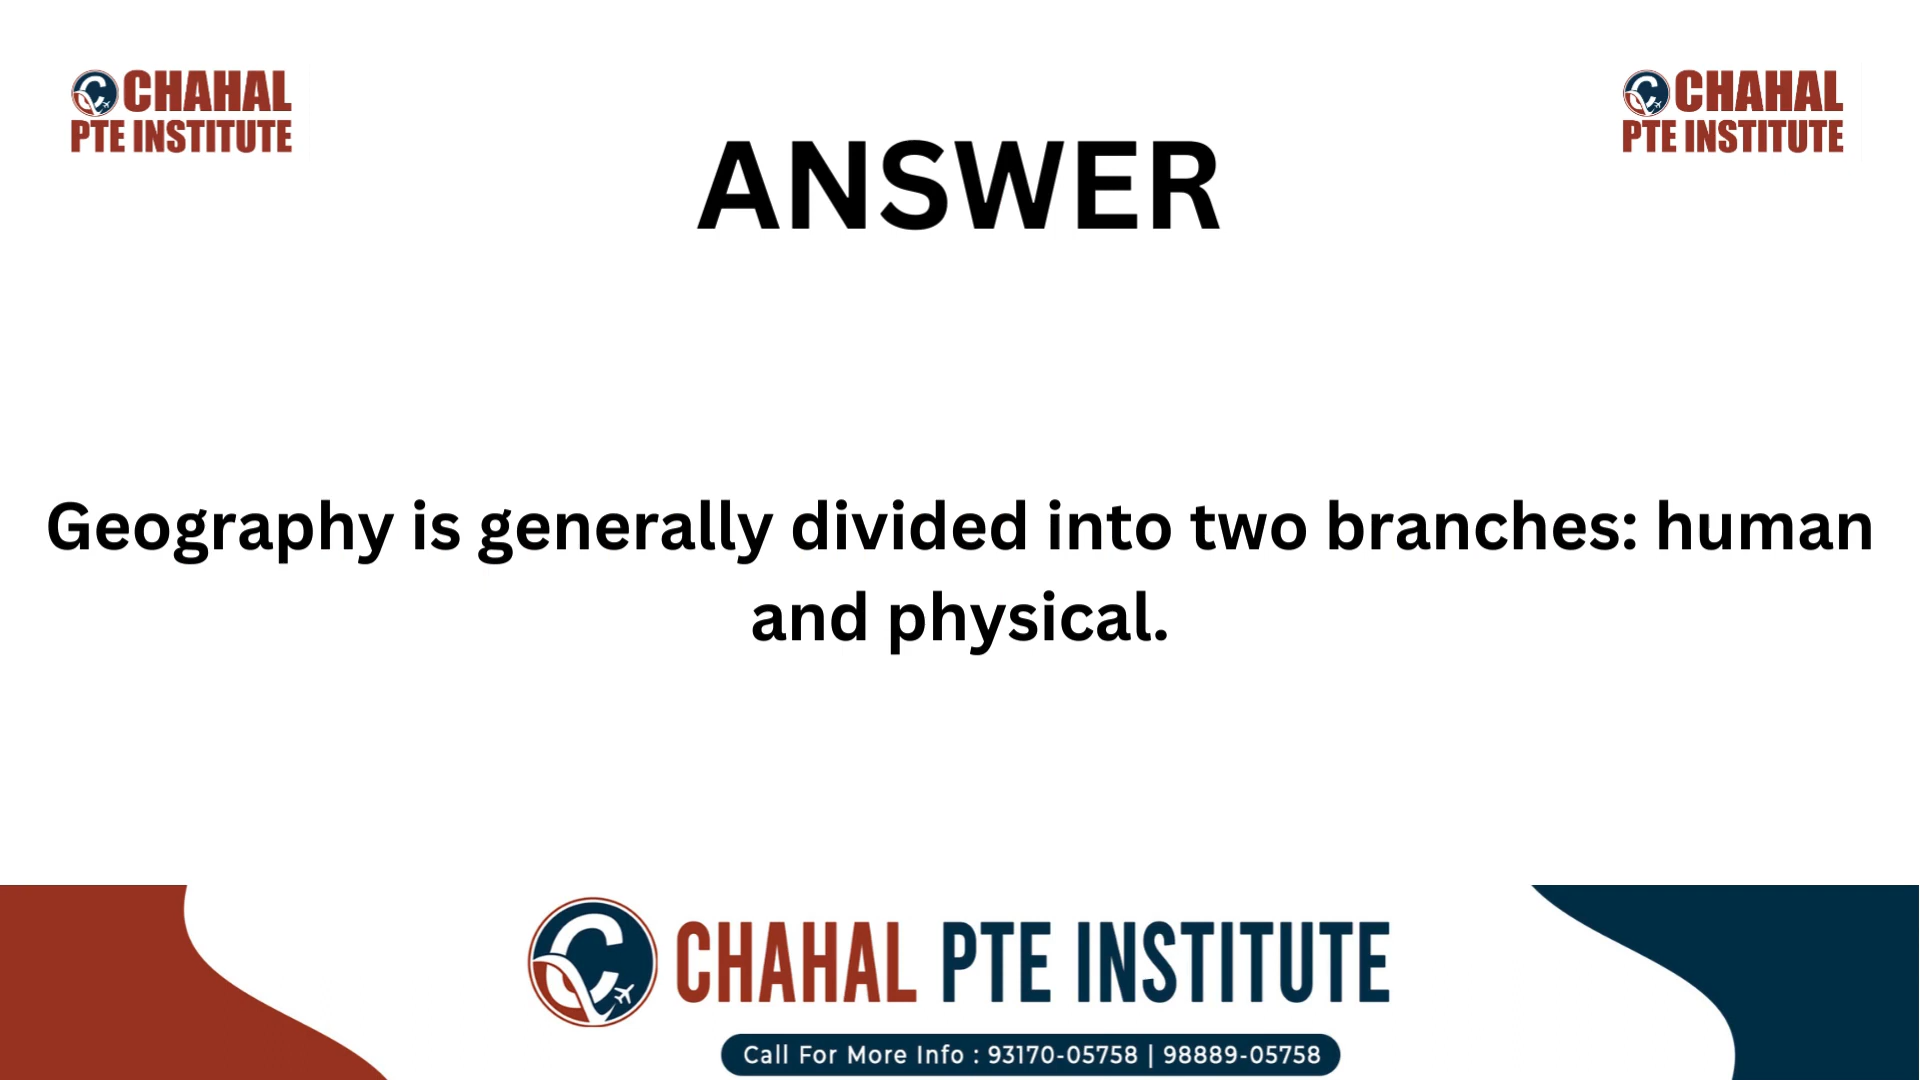 CHAHAL
PTE INSTITUTE
CHAHAL
PTE INSTITUTE
ANSWER
Geography is generally divided into two branches: human
and physical.
CHAHAL PTE INSTITUTE
Call For More Info : 93170-05758 | 98889-05758